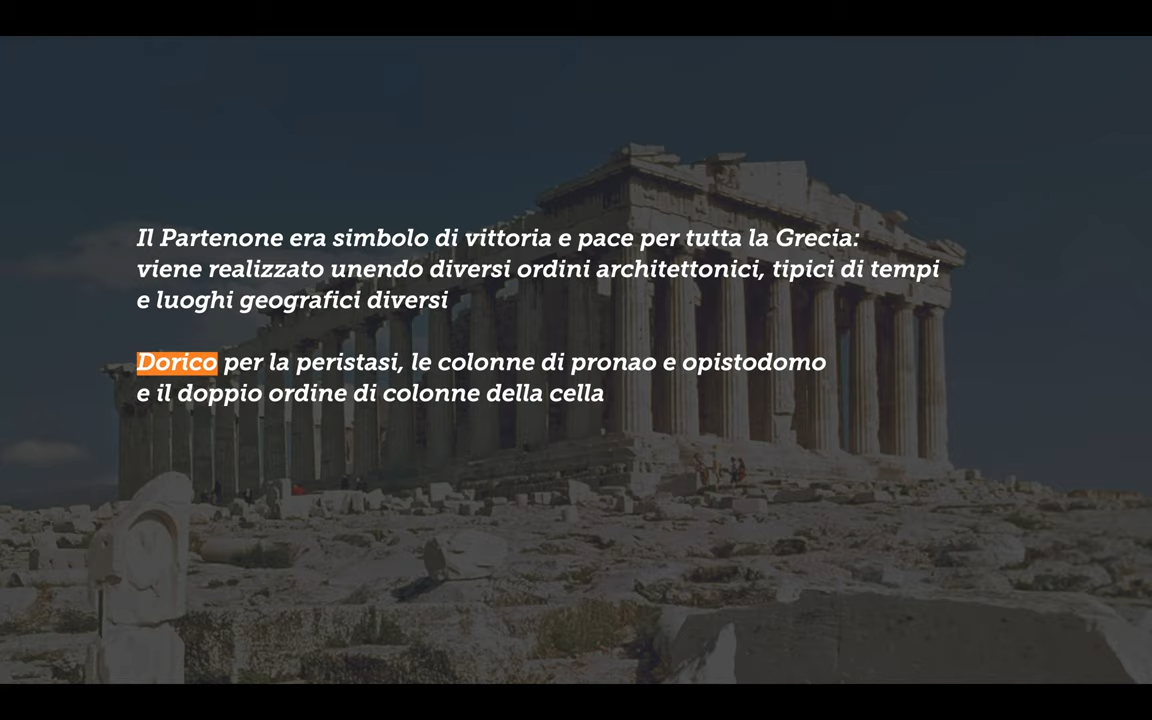 Il Partenone era simbolo di vittoria e pace per tutta la Grecia:
viene realizzato unendo diversi ordini architettonici, tipici di tempi
e luoghi geografici diversi
Dorico per la peristasi, le colonne di pronao e opistodomo
e il doppio ordine di colonne della cella